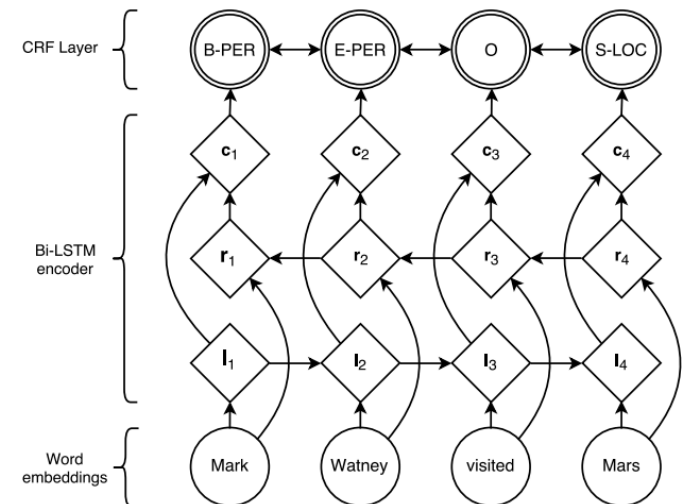 CRF Layer
B-PER
E-PER
O
S-LOC
c1
c2
c3
c4
Bi-LSTM
encoder
r1
r2
r3
r4
l1
l2
l3
l4
Word
embeddings
Mark
Watney
visited
Mars